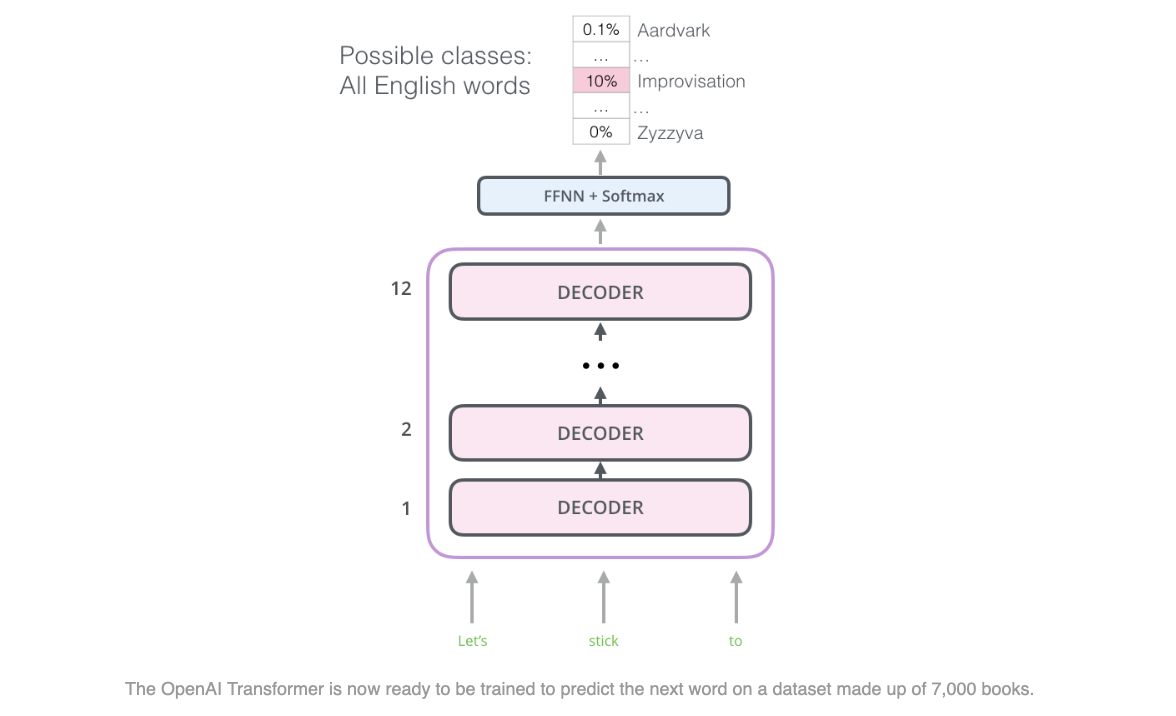 0.1% Aardvark
Possible classes:
... ...
All English words
10% Improvisation
... ...
0% Zyzzyva
FFNN + Softmax
12 DECODER
...
2 DECODER
1 DECODER
Let's stick to
The OpenAI Transformer is now ready to be trained to predict the next word on a dataset made up of 7,000 books.